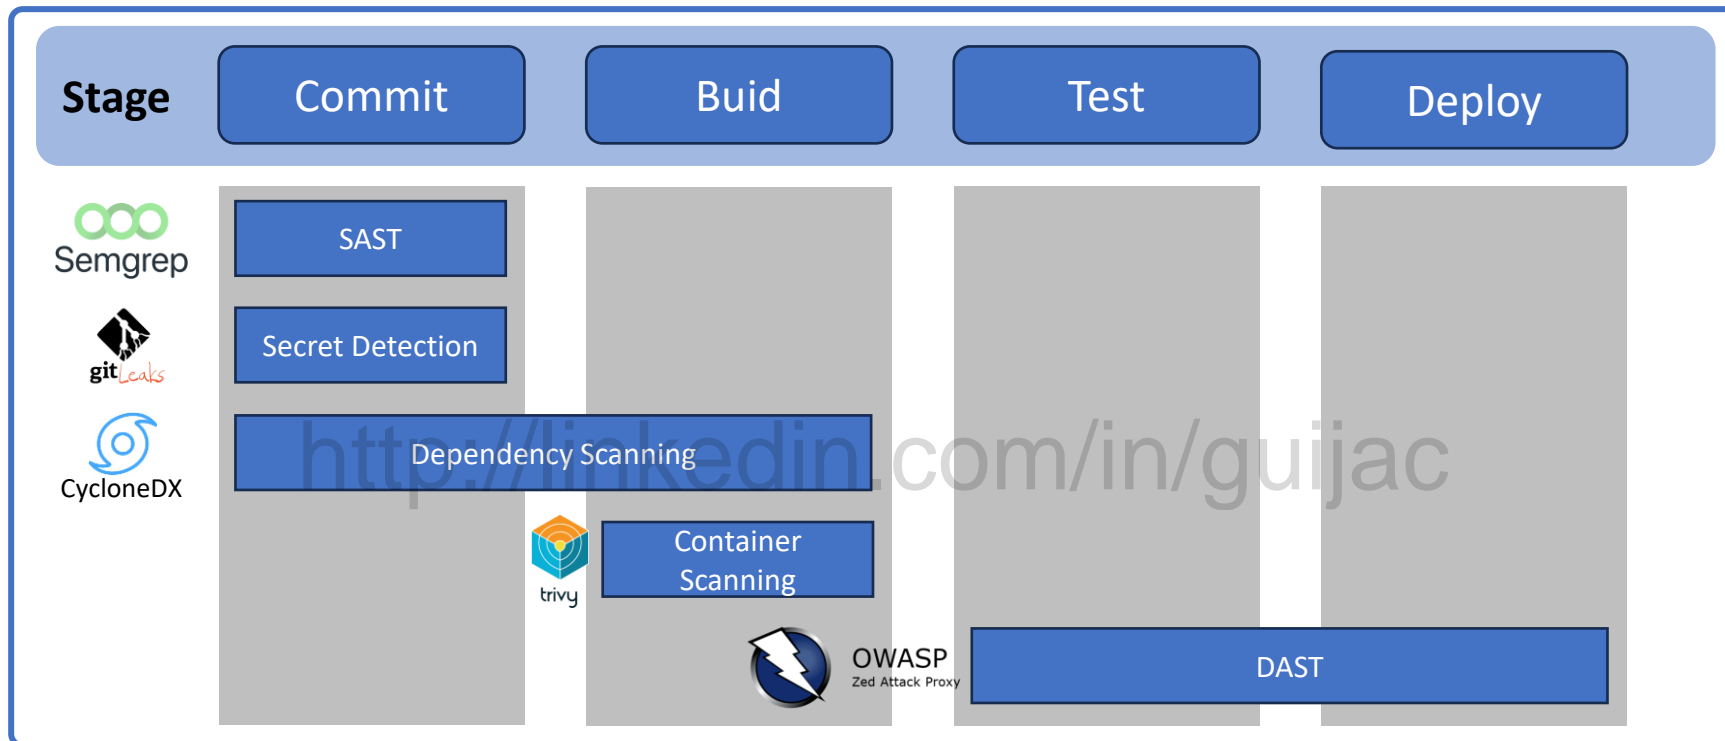 Stage
Commit
Buid
Test
Deploy
Semgrep
SAST
gitLeaks
Secret Detection
CycloneDX
Dependency Scanning
http://linkedin.com/in/guijac
trivy
Container
Scanning
OWASP
Zed Attack Proxy
DAST